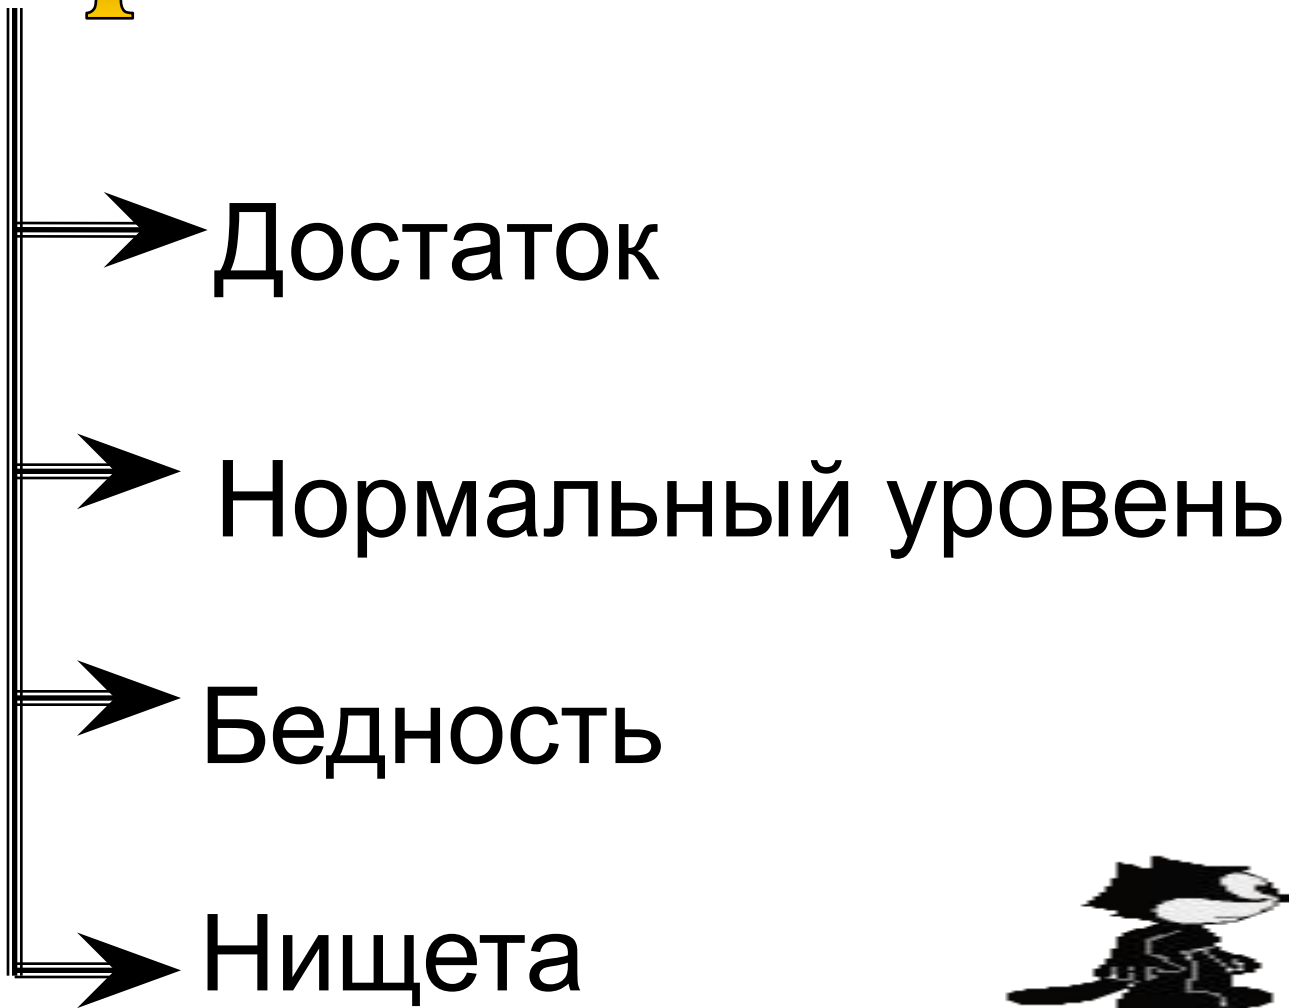 Достаток
Нормальный уровень
Бедность
Нищета